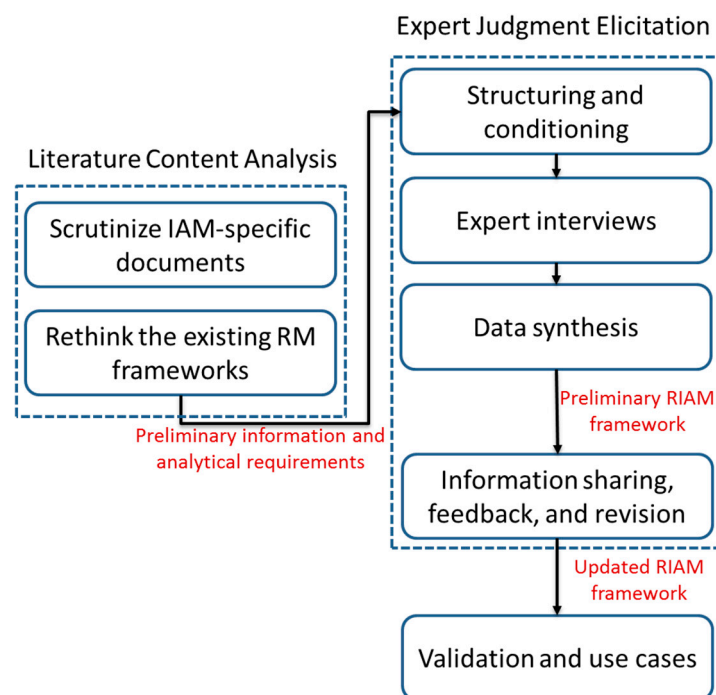 Expert Judgment Elicitation
Structuring and
conditioning
Literature Content Analysis
Scrutinize IAM-specific
documents
Expert interviews
Rethink the existing RM
frameworks
Data synthesis
Preliminary information and
analytical requirements
Preliminary RIAM
framework
Information sharing,
feedback, and revision
Updated RIAM
framework
Validation and use cases